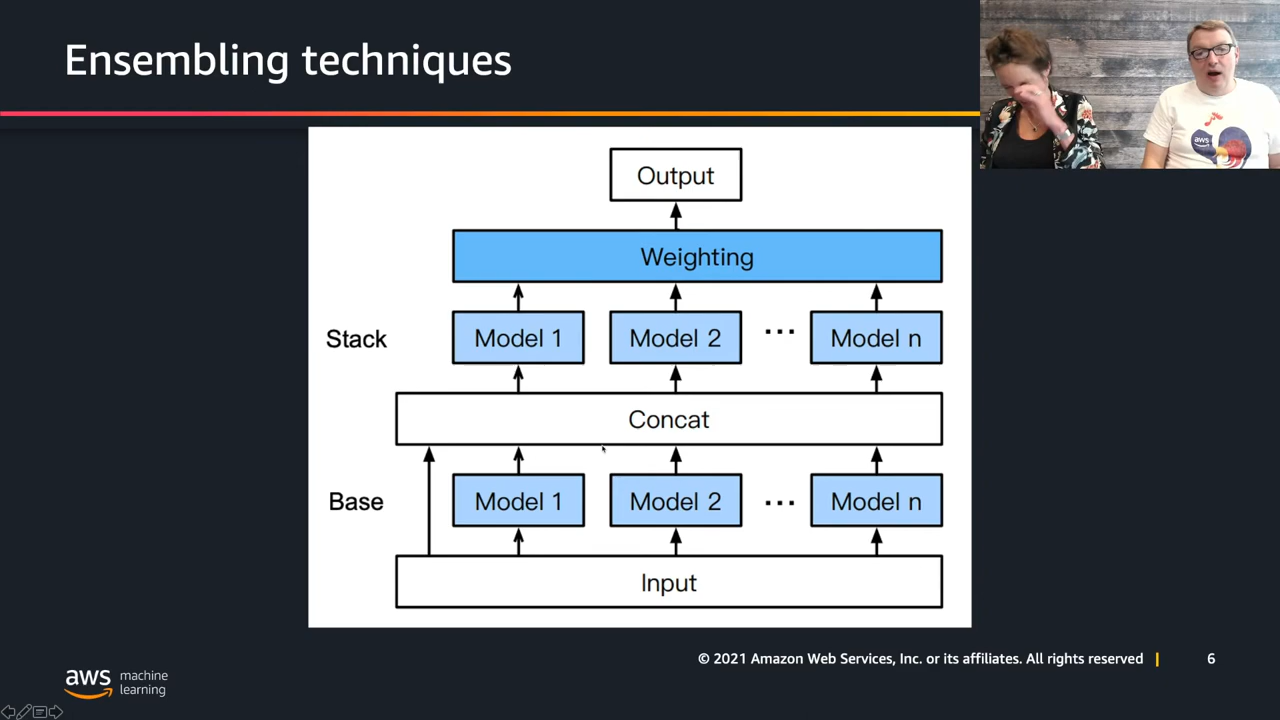 Ensembling techniques
aws
Output
Weighting
Stack
Model 1
Model 2
...
Model n
Concat
Base
Model 1
Model 2
...
Model n
Input
© 2021 Amazon Web Services, Inc. or its affiliates. All rights reserved
6
aws machine
learning